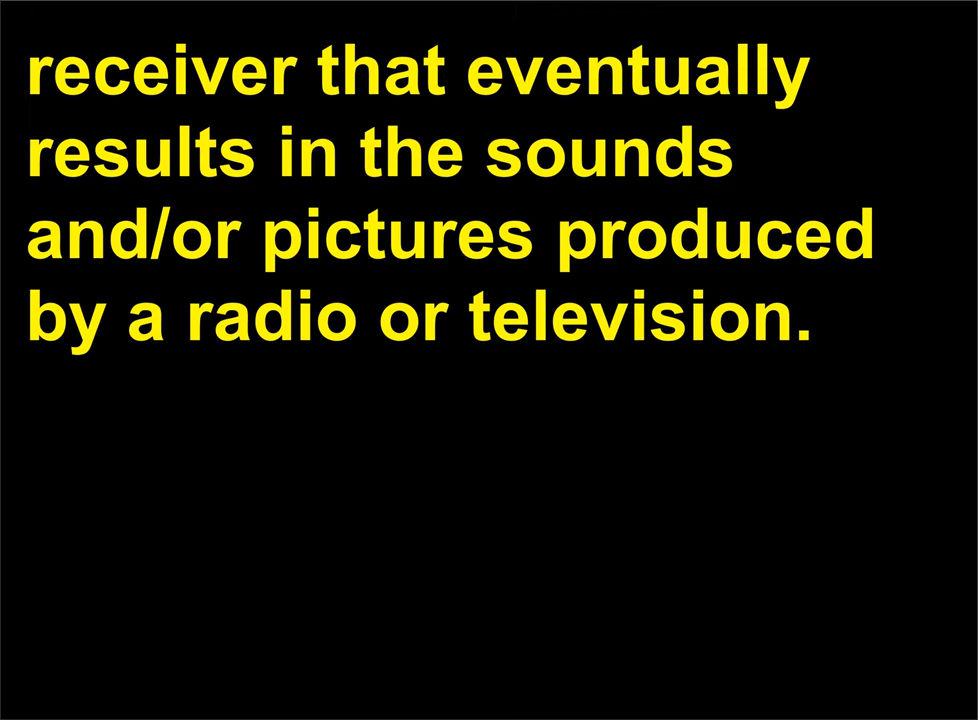 receiver that eventually
results in the sounds
and/or pictures produced
by a radio or television.